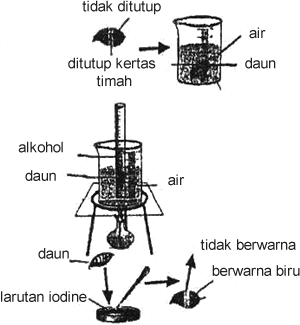 tidak ditutup
air
ditutup kertas
timah
daun
alkohol
daun
air
tidak berwarna
daun
berwarna biru
larutan iodine